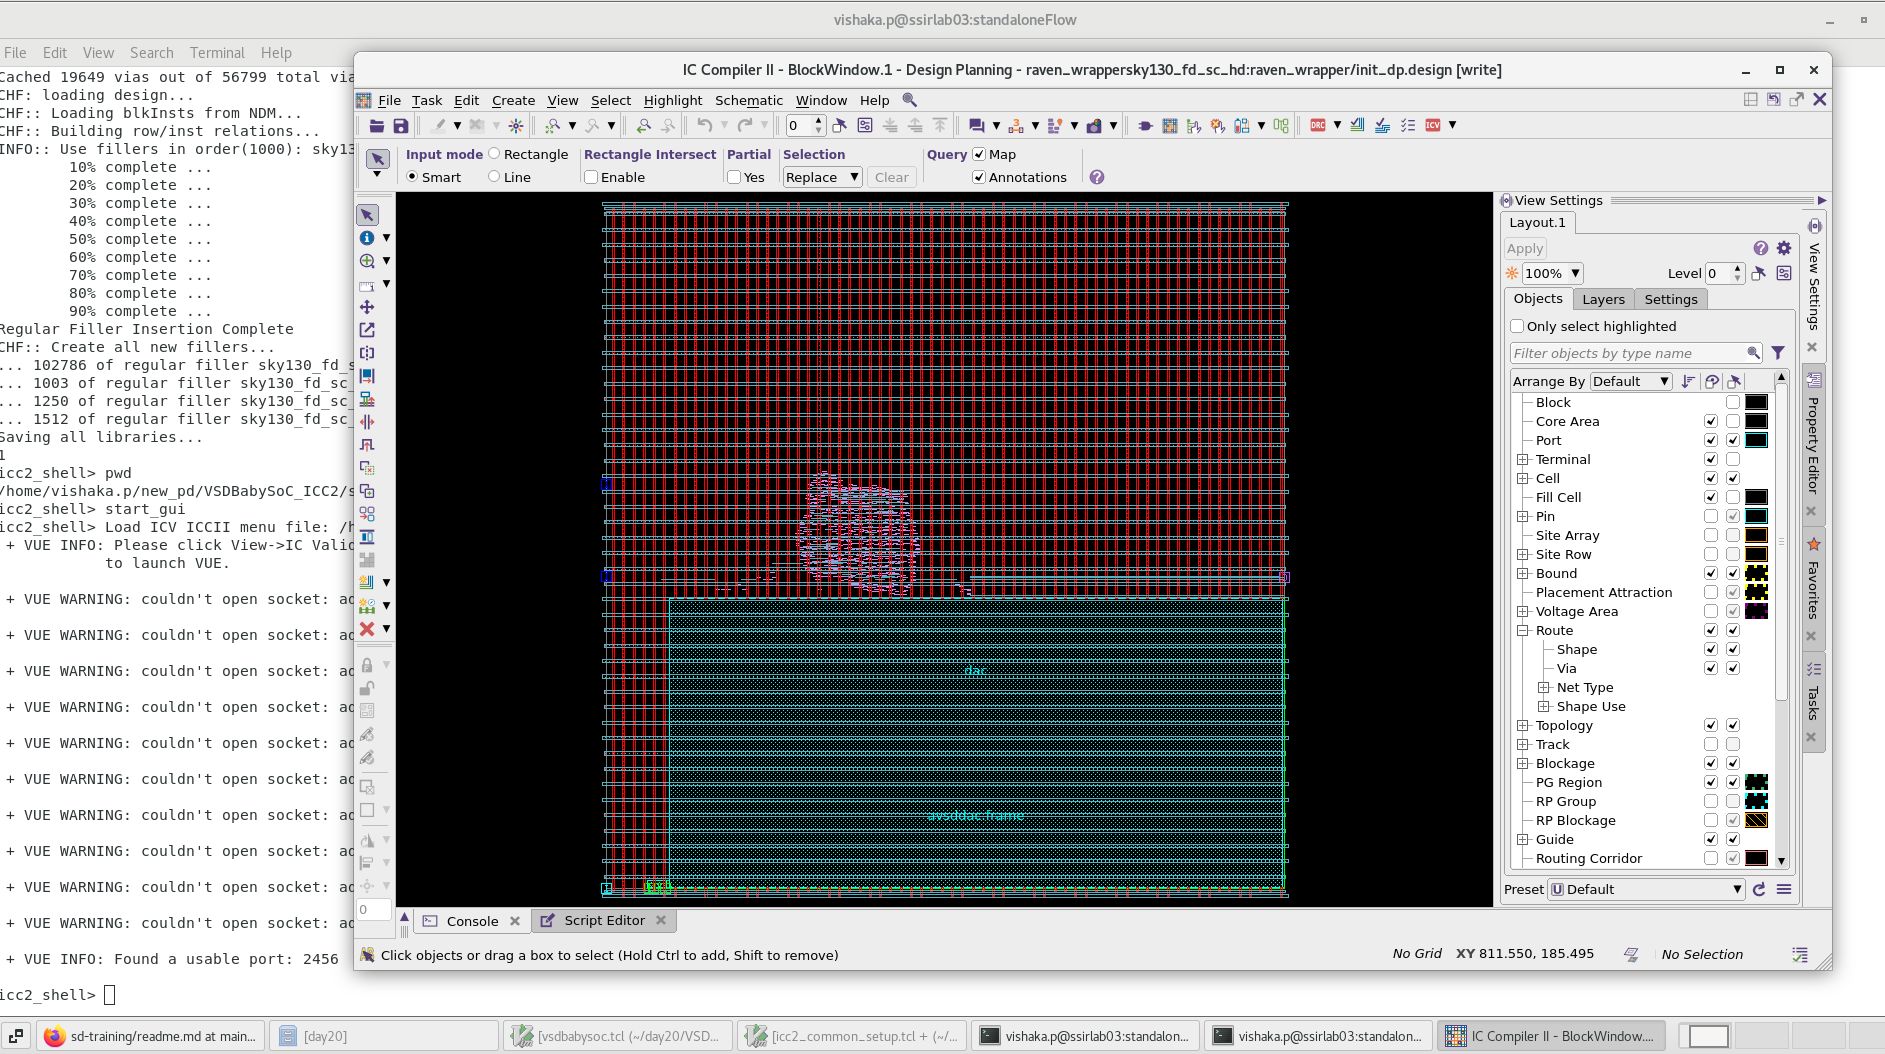 vishaka.p@ssirlab03:standaloneFlow
File Edit View Search Terminal Help
Cached 19649 vias out of 56799 total via
CHF: loading design...
CHF:: Loading blkInsts from NDM...
CHF:: Building row/inst relations...
INFO:: Use fillers in order(1000): sky13
10% complete ...
20% complete ...
30% complete ...
40% complete ...
50% complete ...
60% complete ...
70% complete ...
80% complete ...
90% complete ...
Regular Filler Insertion Complete
CHF:: Create all new fillers...
... 102786 of regular filler sky130_fd_s
... 1003 of regular filler sky130_fd_sc_
... 1250 of regular filler sky130_fd_sc_
... 1512 of regular filler sky130_fd_sc_
Saving all libraries...
1
icc2_shell> pwd
/home/vishaka.p/new_pd/VSDBabySoC_ICC2/s
icc2_shell> start_gui
icc2_shell> Load ICV ICCII menu file: /h
+ VUE INFO: Please click View->IC Valid
to launch VUE.
+ VUE WARNING: couldn't open socket: ad
+ VUE WARNING: couldn't open socket: ad
+ VUE WARNING: couldn't open socket: ad
+ VUE WARNING: couldn't open socket: ad
+ VUE WARNING: couldn't open socket: ad
+ VUE WARNING: couldn't open socket: ad
+ VUE WARNING: couldn't open socket: ad
+ VUE WARNING: couldn't open socket: ad
+ VUE WARNING: couldn't open socket: ad
+ VUE WARNING: couldn't open socket: ad
+ VUE INFO: Found a usable port: 2456
icc2_shell>
IC Compiler II - BlockWindow.1 - Design Planning - raven_wrappersky130_fd_sc_hd:raven_wrapper/init_dp.design [write]
File Task Edit Create View Select Highlight Schematic Window Help
0
DRC
ICV
Input mode Rectangle Rectangle Intersect Partial Selection Query Map
Smart Line Enable Yes Replace Clear Annotations
dac
avsddac.frame
0
View Settings
Layout.1
Apply
100% Level 0
Objects Layers Settings
Only select highlighted
Filter objects by type name
Arrange By Default
Block
Core Area
Port
Terminal
Cell
Fill Cell
Pin
Site Array
Site Row
Bound
Placement Attraction
Voltage Area
Route
Shape
Via
Net Type
Shape Use
Topology
Track
Blockage
PG Region
RP Group
RP Blockage
Guide
Routing Corridor
Preset Default
View Settings
Property Editor
Favorites
Tasks
Console Script Editor
Click objects or drag a box to select (Hold Ctrl to add, Shift to remove)
No Grid XY 811.550, 185.495 No Selection
sd-training/readme.md at main...
[day20]
[vsdbabysoc.tcl (~/day20/VSD...
[icc2_common_setup.tcl + (~/...
vishaka.p@ssirlab03:standalon...
vishaka.p@ssirlab03:standalon...
IC Compiler II - BlockWindow....